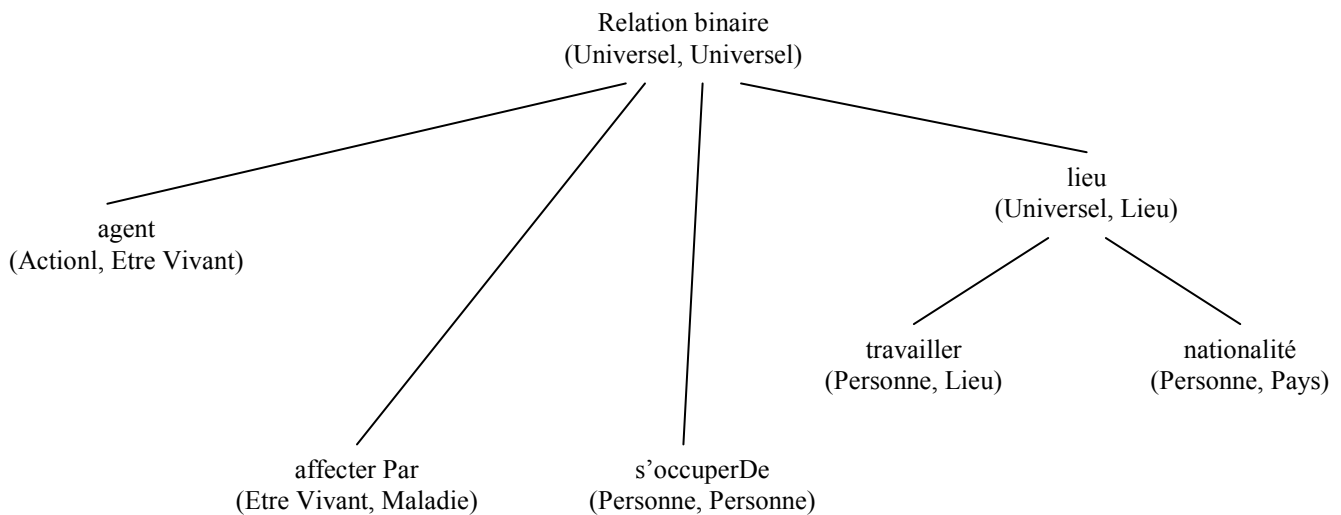 Relation binaire
(Universel, Universel)
lieu
(Universel, Lieu)
agent
(Actionl, Etre Vivant)
travailler
(Personne, Lieu)
nationalité
(Personne, Pays)
affecter Par
(Etre Vivant, Maladie)
s’occuperDe
(Personne, Personne)